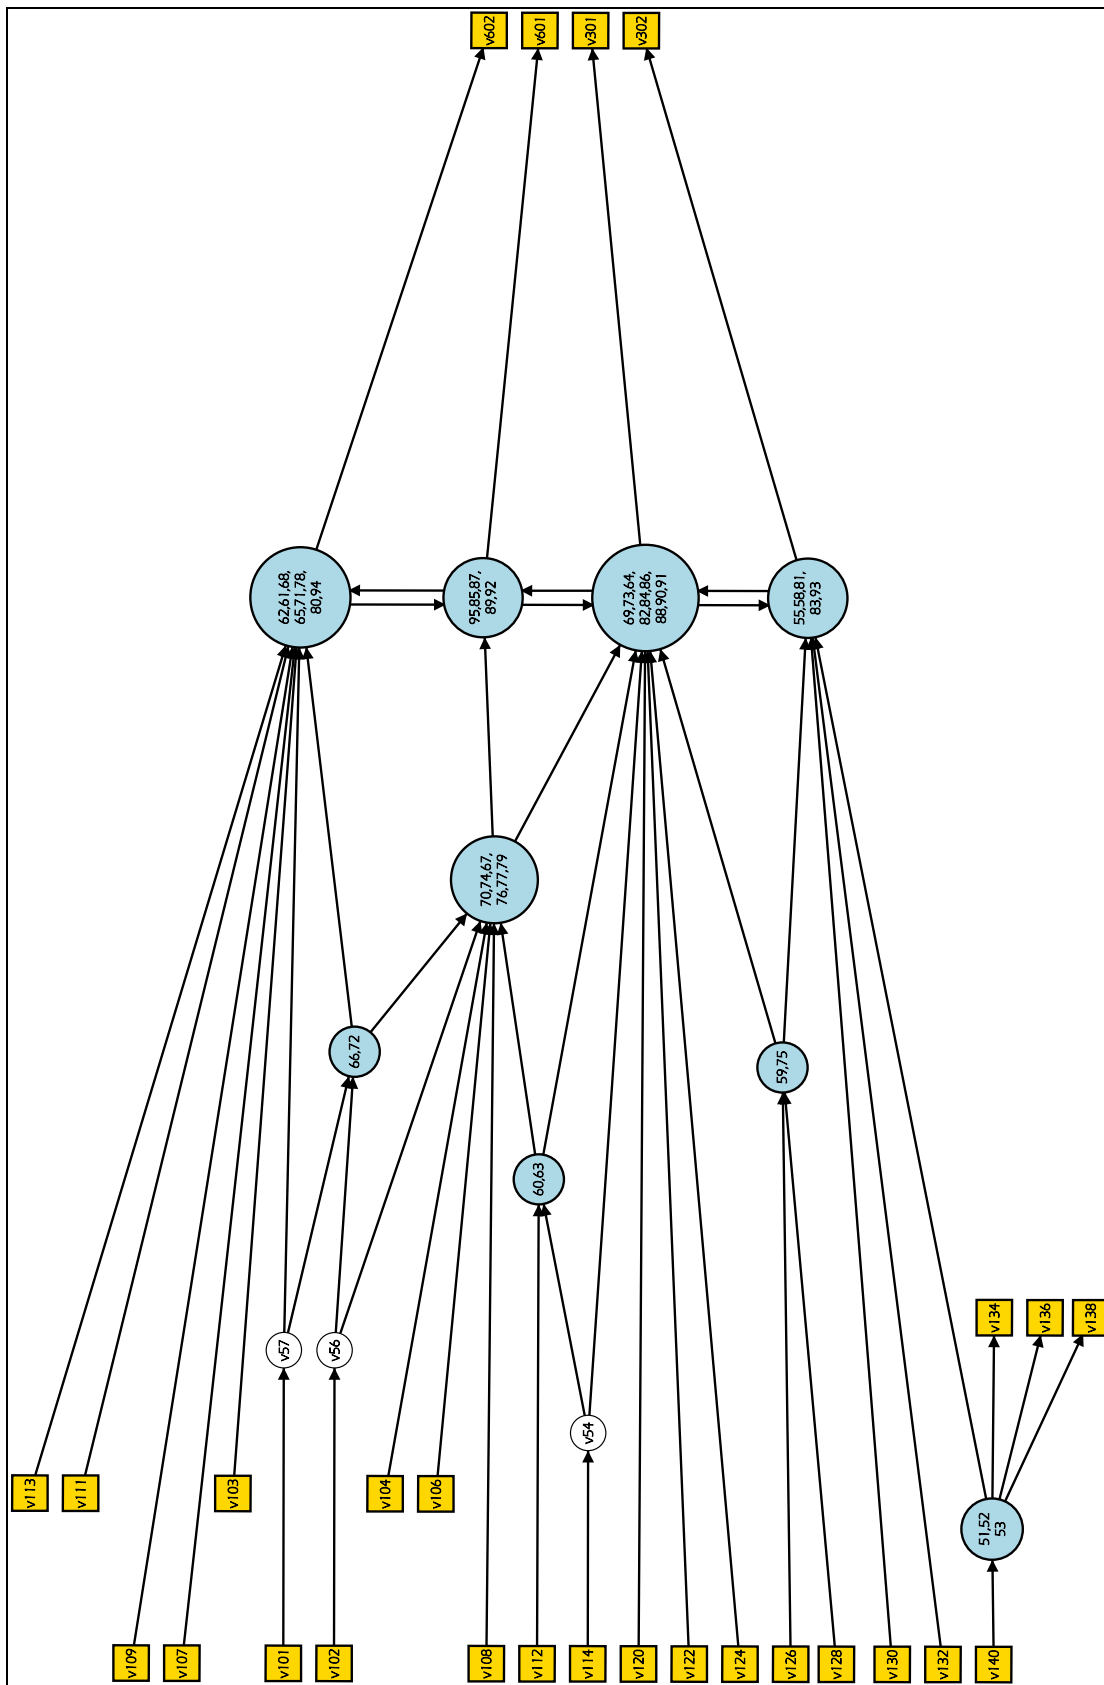 v602
v601
v301
v302
62,61,68,
65,71,78,
80,94
95,85,87,
89,92
69,73,64,
82,84,86,
88,90,91
55,58,81,
83,93
70,74,67,
76,77,79
66,72
59,75
60,63
v57
v56
v54
v134
v136
v138
v113
v111
v103
v104
v106
51,52
53
v109
v107
v101
v102
v108
v112
v114
v120
v122
v124
v126
v128
v130
v132
v140